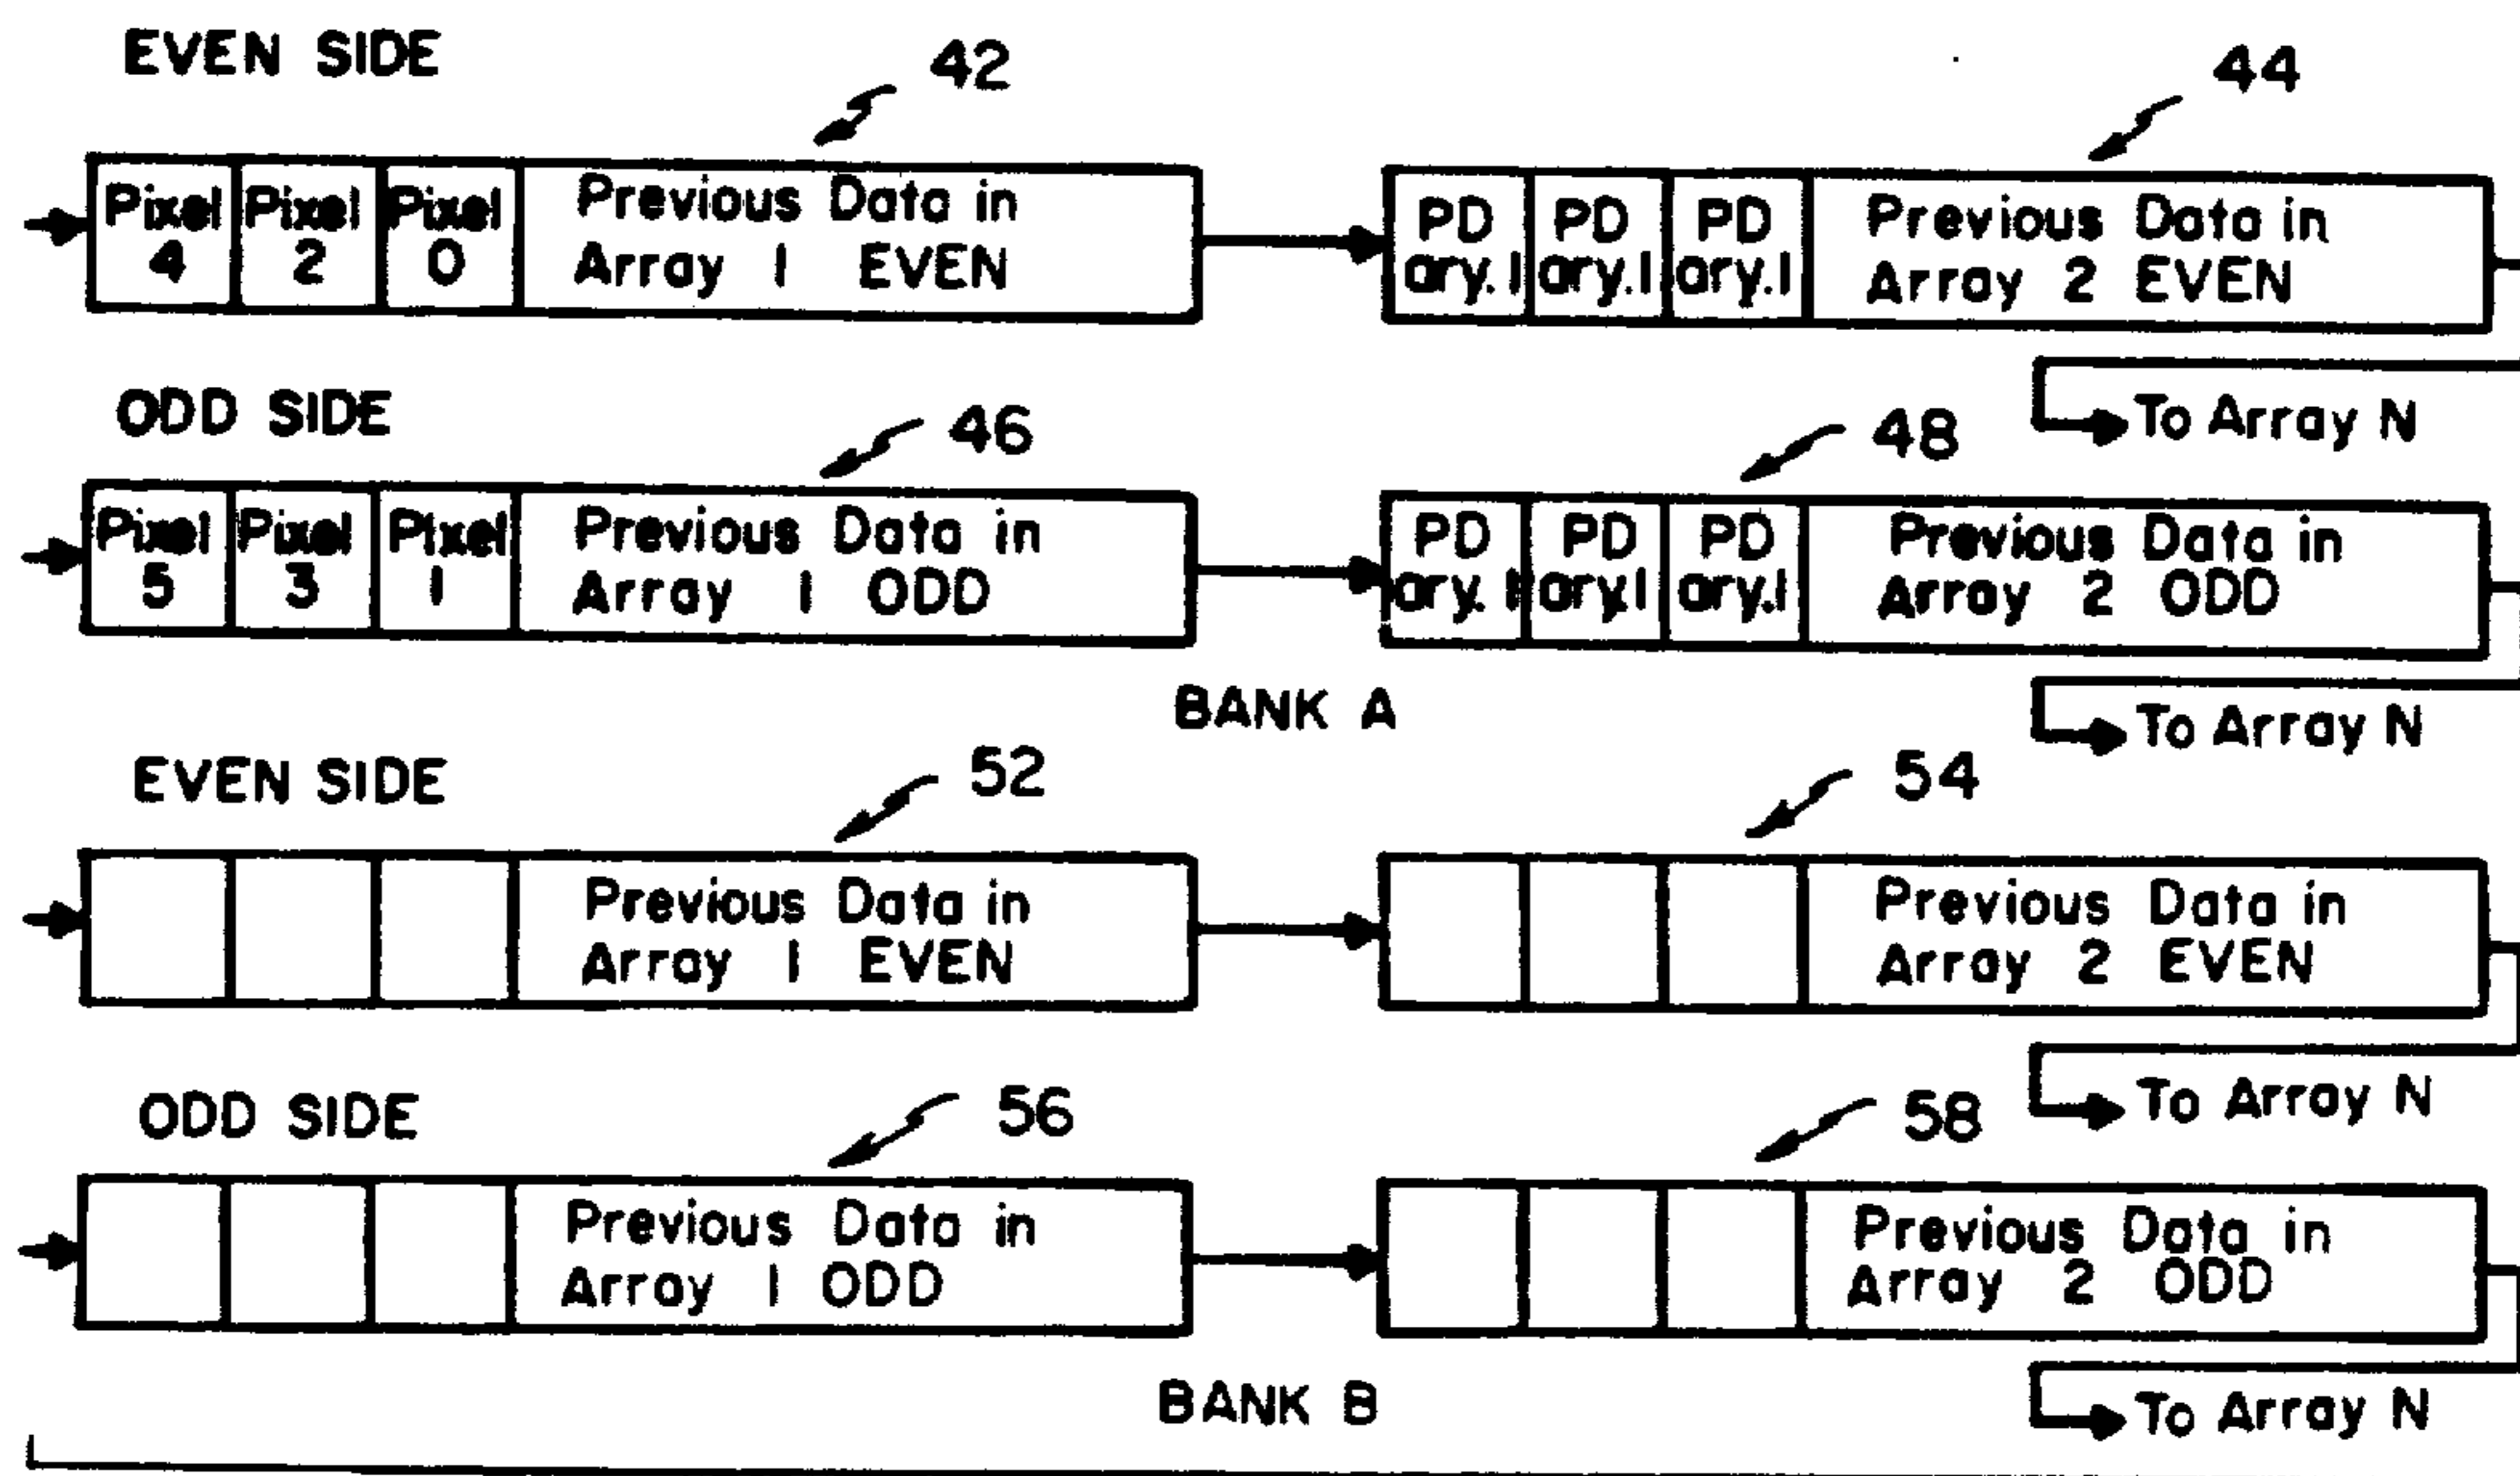 EVEN SIDE
42
44
Pixel 4
Pixel 2
Pixel 0
Previous Data in
Array 1 EVEN
PD ary.1
PD ary.1
PD ary.1
Previous Data in
Array 2 EVEN
To Array N
ODD SIDE
46
48
Pixel 5
Pixel 3
Pixel 1
Previous Data in
Array 1 ODD
PD ary.1
PD ary.1
PD ary.1
Previous Data in
Array 2 ODD
To Array N
BANK A
EVEN SIDE
52
54
Previous Data in
Array 1 EVEN
Previous Data in
Array 2 EVEN
To Array N
ODD SIDE
56
58
Previous Data in
Array 1 ODD
Previous Data in
Array 2 ODD
To Array N
BANK B